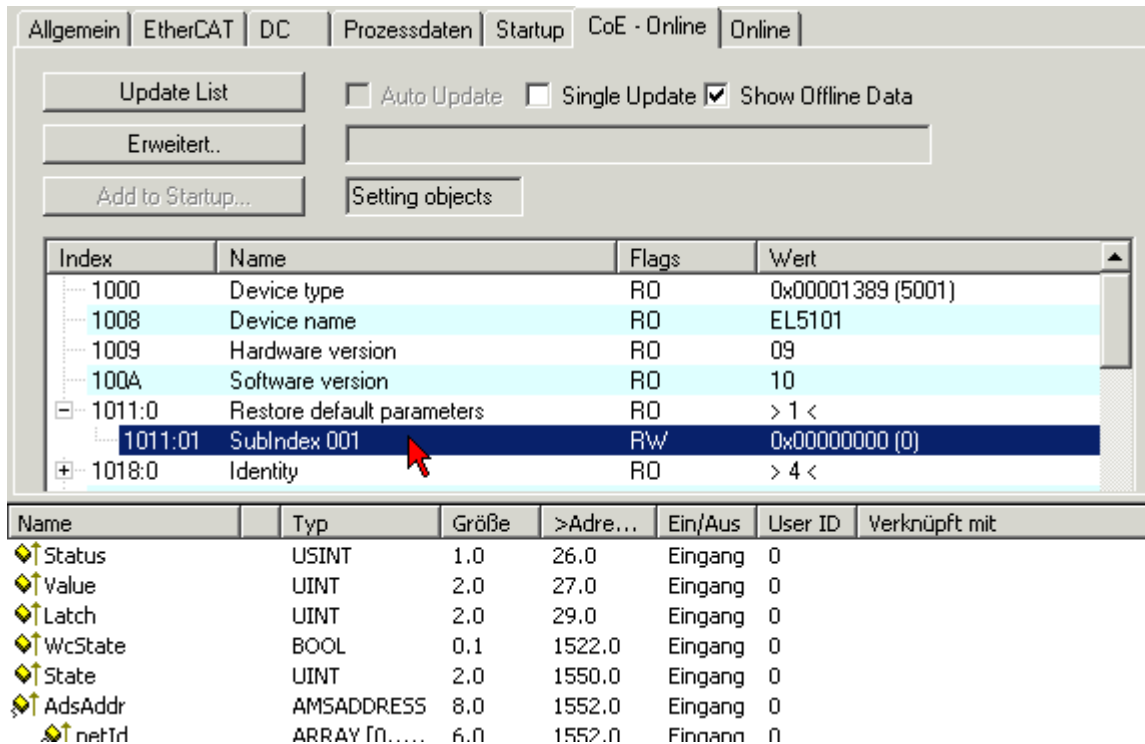 Allgemein EtherCAT DC Prozessdaten Startup CoE - Online Online
Update List Auto Update Single Update Show Offline Data
Erweitert..
Add to Startup... Setting objects
Index Name Flags Wert
1000 Device type RO 0x00001389 (5001)
1008 Device name RO EL5101
1009 Hardware version RO 09
100A Software version RO 10
1011:0 Restore default parameters RO > 1 <
1011:01 SubIndex 001 RW 0x00000000 (0)
1018:0 Identity RO > 4 <
Name Typ Größe >Adre... Ein/Aus User ID Verknüpft mit
Status USINT 1.0 26.0 Eingang 0
Value UINT 2.0 27.0 Eingang 0
Latch UINT 2.0 29.0 Eingang 0
WcState BOOL 0.1 1522.0 Eingang 0
State UINT 2.0 1550.0 Eingang 0
AdsAddr AMSADDRESS 8.0 1552.0 Eingang 0
netId ARRAY [0..... 6.0 1552.0 Eingang 0